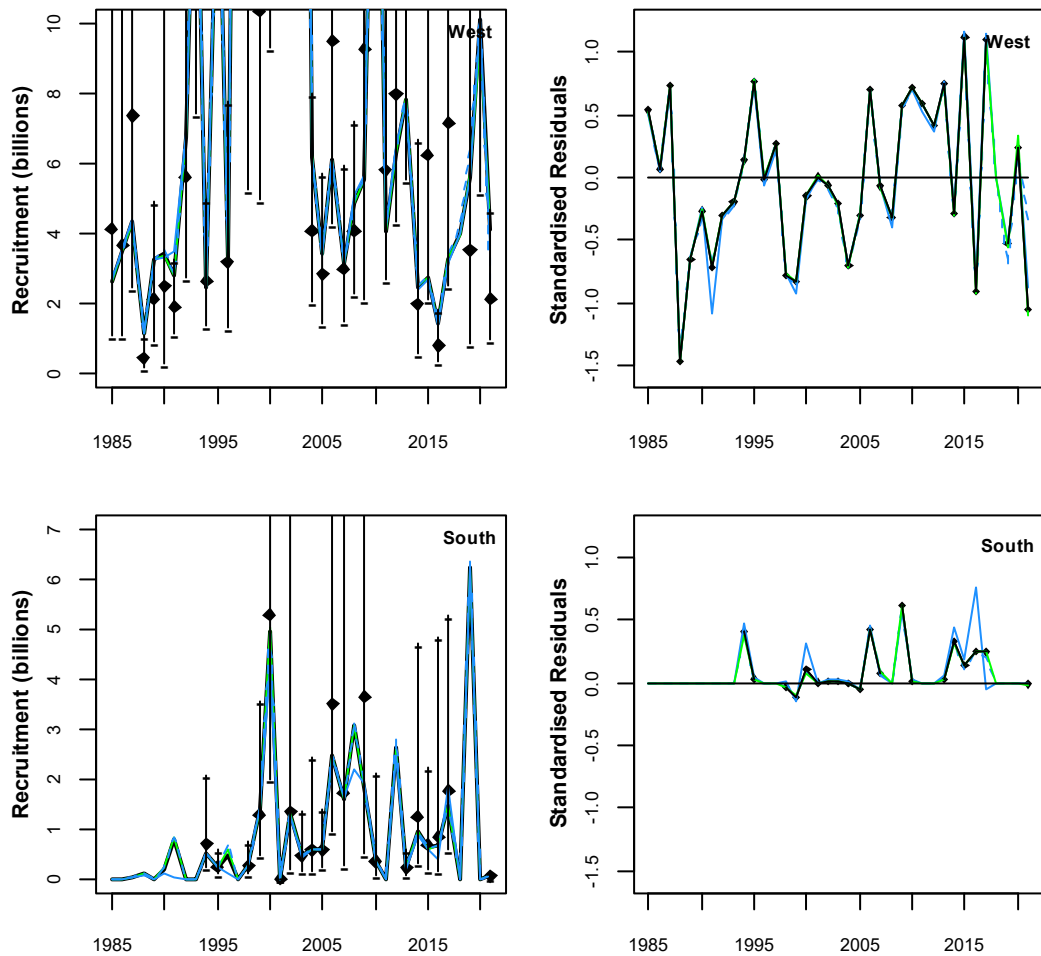 West
Recruitment (billions)
0 2 4 6 8 10
1985 1995 2005 2015
West
Standardised Residuals
-1.5 -1.0 -0.5 0.0 0.5 1.0
1985 1995 2005 2015
South
Recruitment (billions)
0 1 2 3 4 5 6 7
1985 1995 2005 2015
South
Standardised Residuals
-1.5 -1.0 -0.5 0.0 0.5 1.0
1985 1995 2005 2015